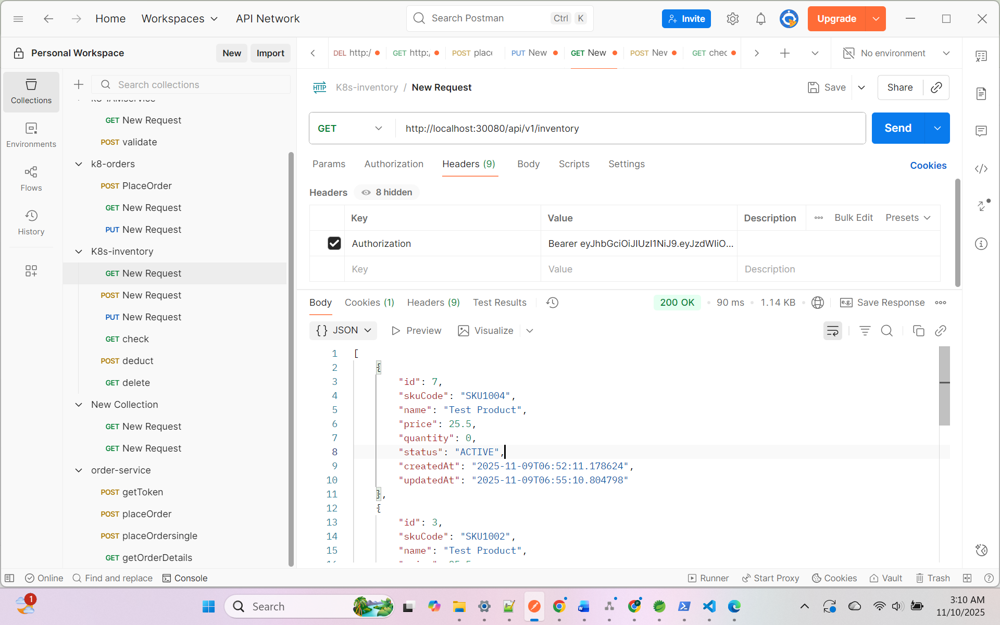 Home
Workspaces
API Network
Search Postman
Ctrl K
Invite
Upgrade
Personal Workspace
New
Import
DEL http:/
GET http:
POST place
PUT New
GET New
POST New
GET chec
No environment
Collections
Environments
Flows
History
Search collections
GET New Request
POST validate
k8-orders
POST PlaceOrder
GET New Request
PUT New Request
K8s-inventory
GET New Request
POST New Request
PUT New Request
GET check
POST deduct
GET delete
New Collection
GET New Request
GET New Request
order-service
POST getToken
POST placeOrder
POST placeOrdersingle
GET getOrderDetails
HTTP K8s-inventory / New Request
Save
Share
GET http://localhost:30080/api/v1/inventory
Send
Params Authorization Headers (9) Body Scripts Settings
Cookies
Headers 8 hidden
Key Value Description Bulk Edit Presets
Authorization Bearer eyJhbGciOiJIUzI1NiJ9.eyJzdWIiO...
Key Value Description
Body Cookies (1) Headers (9) Test Results
200 OK 90 ms 1.14 KB e.g. Save Response
{} JSON Preview Visualize
1 [
2 {
3 "id": 7,
4 "skuCode": "SKU1004",
5 "name": "Test Product",
6 "price": 25.5,
7 "quantity": 0,
8 "status": "ACTIVE",
9 "createdAt": "2025-11-09T06:52:11.178624",
10 "updatedAt": "2025-11-09T06:55:10.804798"
11 },
12 {
13 "id": 3,
14 "skuCode": "SKU1002",
15 "name": "Test Product",
Online
Find and replace
Console
Runner
Start Proxy
Cookies
Vault
Trash
1
Search
3:10 AM
11/10/2025